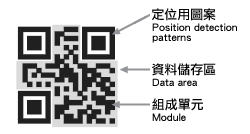 定位用圖案
Position detection
patterns
資料儲存區
Data area
組成單元
Module